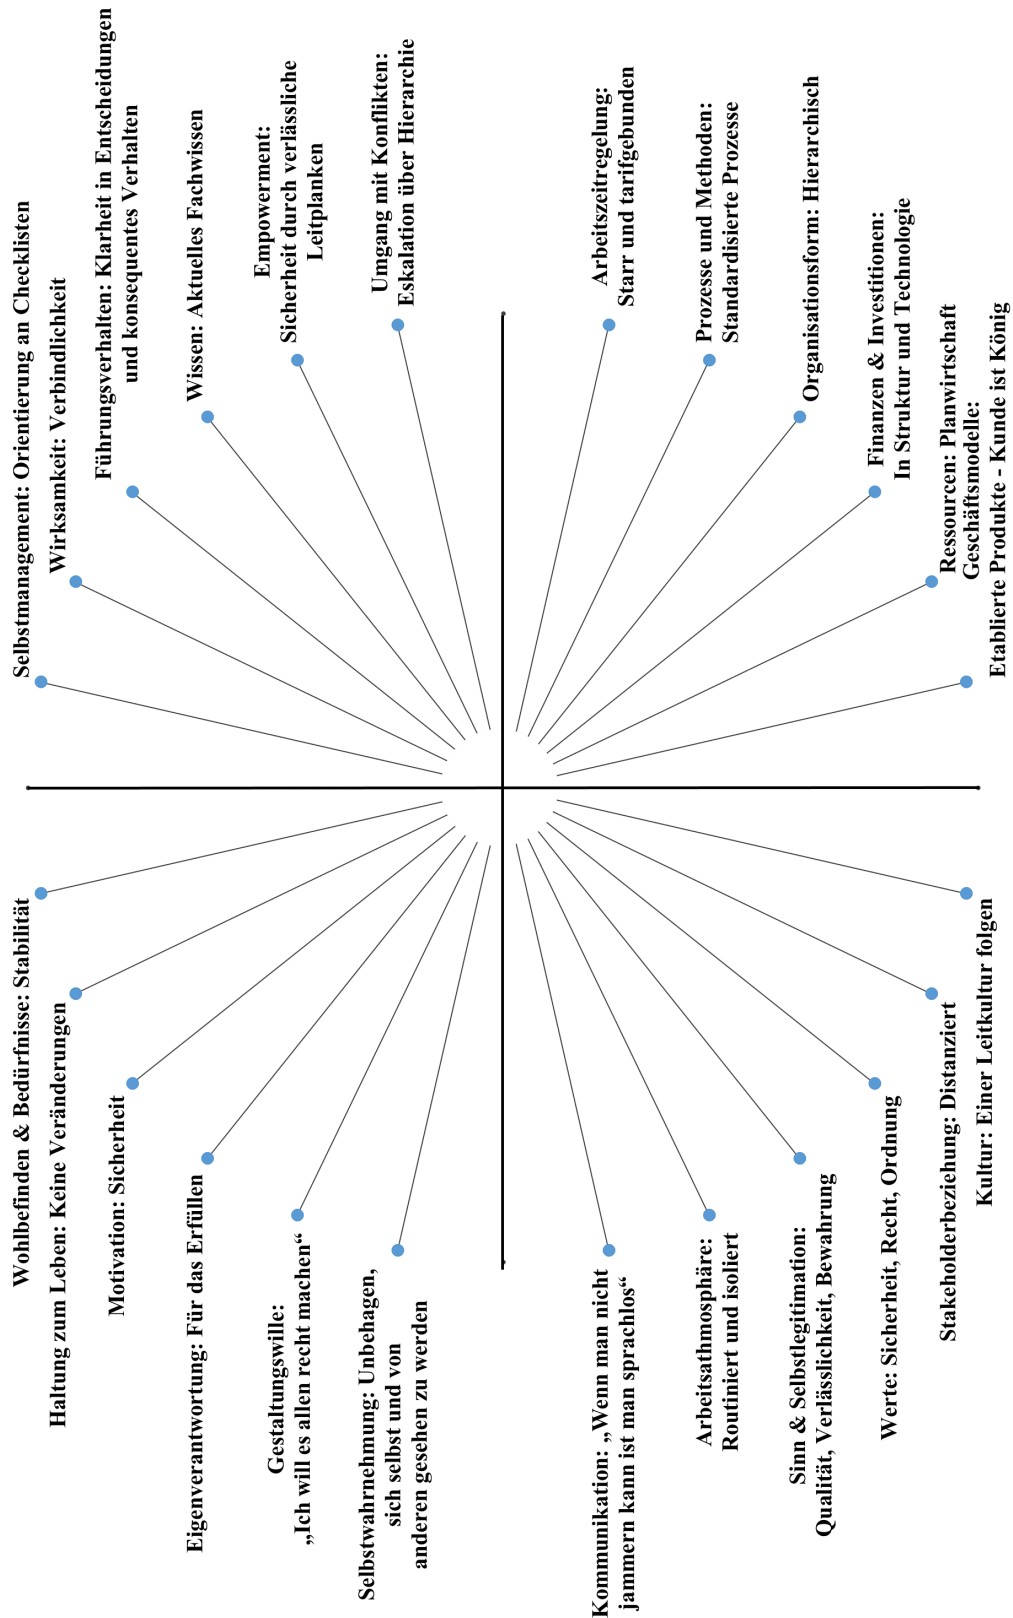 Wohlbefinden & Bedürfnisse: Stabilität
Haltung zum Leben: Keine Veränderungen
Motivation: Sicherheit
Eigenverantwortung: Für das Erfüllen
Gestaltungswille:
„Ich will es allen recht machen“
Selbstwahrnehmung: Unbehagen,
sich selbst und von
anderen gesehen zu werden
Selbstmanagement: Orientierung an Checklisten
Wirksamkeit: Verbindlichkeit
Führungsverhalten: Klarheit in Entscheidungen
und konsequentes Verhalten
Wissen: Aktuelles Fachwissen
Empowerment:
Sicherheit durch verlässliche
Leitplanken
Umgang mit Konflikten:
Eskalation über Hierarchie
Kommunikation: „Wenn man nicht
jammern kann ist man sprachlos“
Arbeitsathmosphäre:
Routiniert und isoliert
Sinn & Selbstlegitimation:
Qualität, Verlässlichkeit, Bewahrung
Werte: Sicherheit, Recht, Ordnung
Stakeholderbeziehung: Distanziert
Kultur: Einer Leitkultur folgen
Arbeitszeitregelung:
Starr und tarifgebunden
Prozesse und Methoden:
Standardisierte Prozesse
Organisationsform: Hierarchisch
Finanzen & Investitionen:
In Struktur und Technologie
Ressourcen: Planwirtschaft
Geschäftsmodelle:
Etablierte Produkte - Kunde ist König